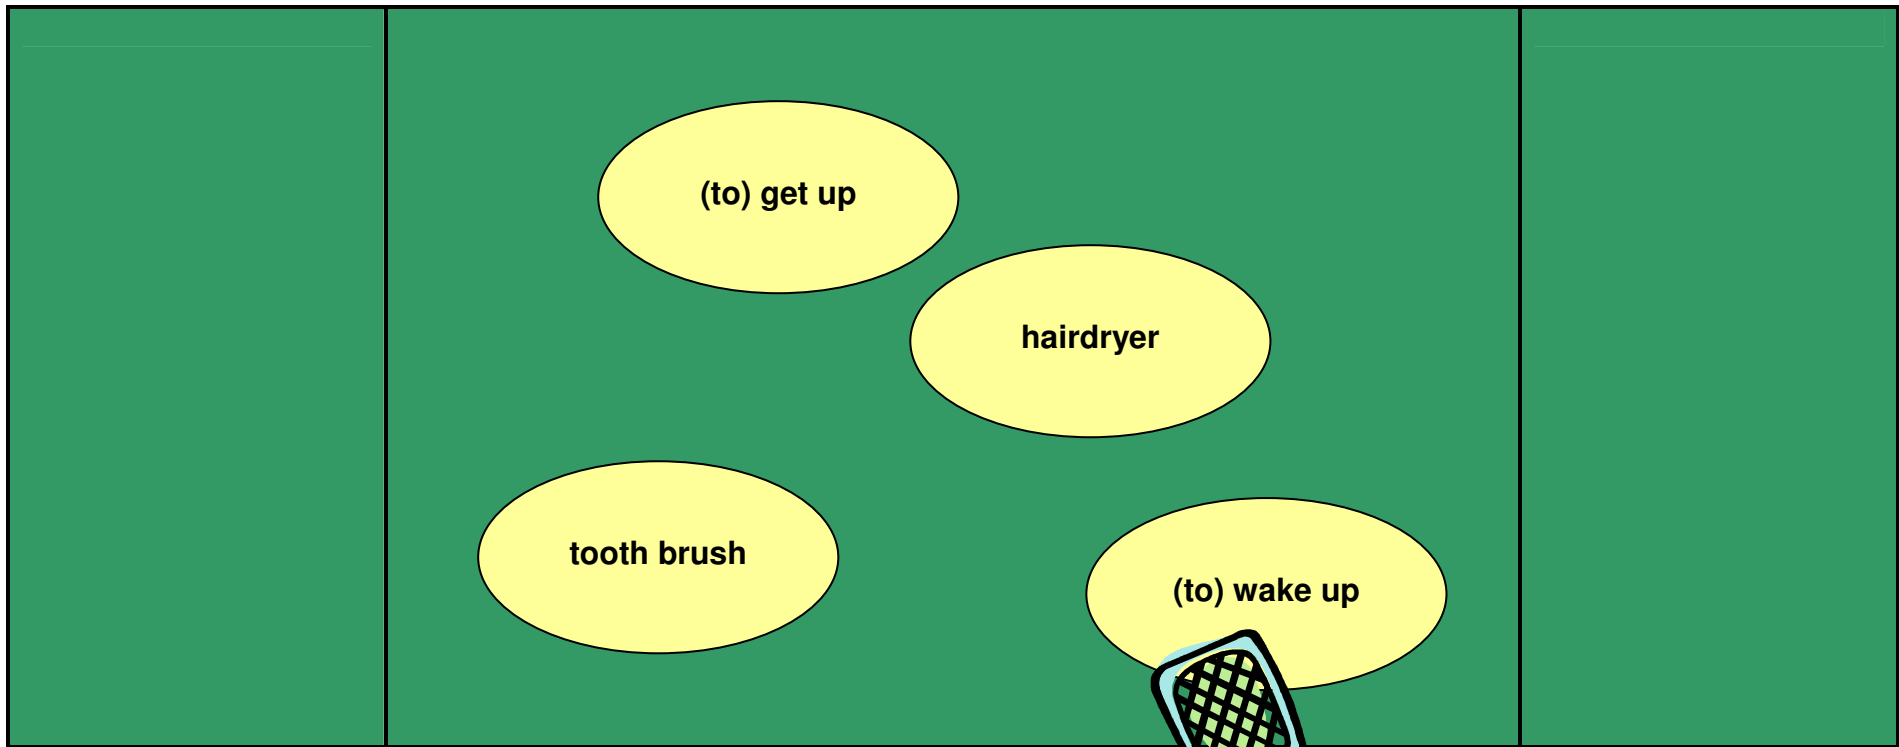 (to) get up
hairdryer
tooth brush
(to) wake up